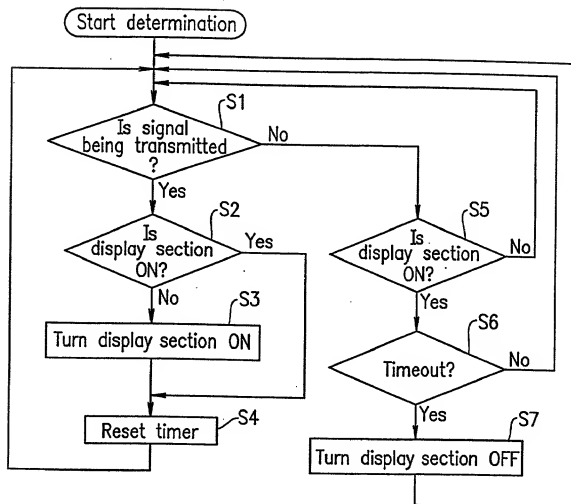 Start determination
S1
Is signal
being transmitted
?
No
Yes
S2
Is
display section
ON?
Yes
No
S3
Turn display section ON
S4
Reset timer
S5
Is
display section
ON?
No
Yes
S6
Timeout?
No
Yes
S7
Turn display section OFF